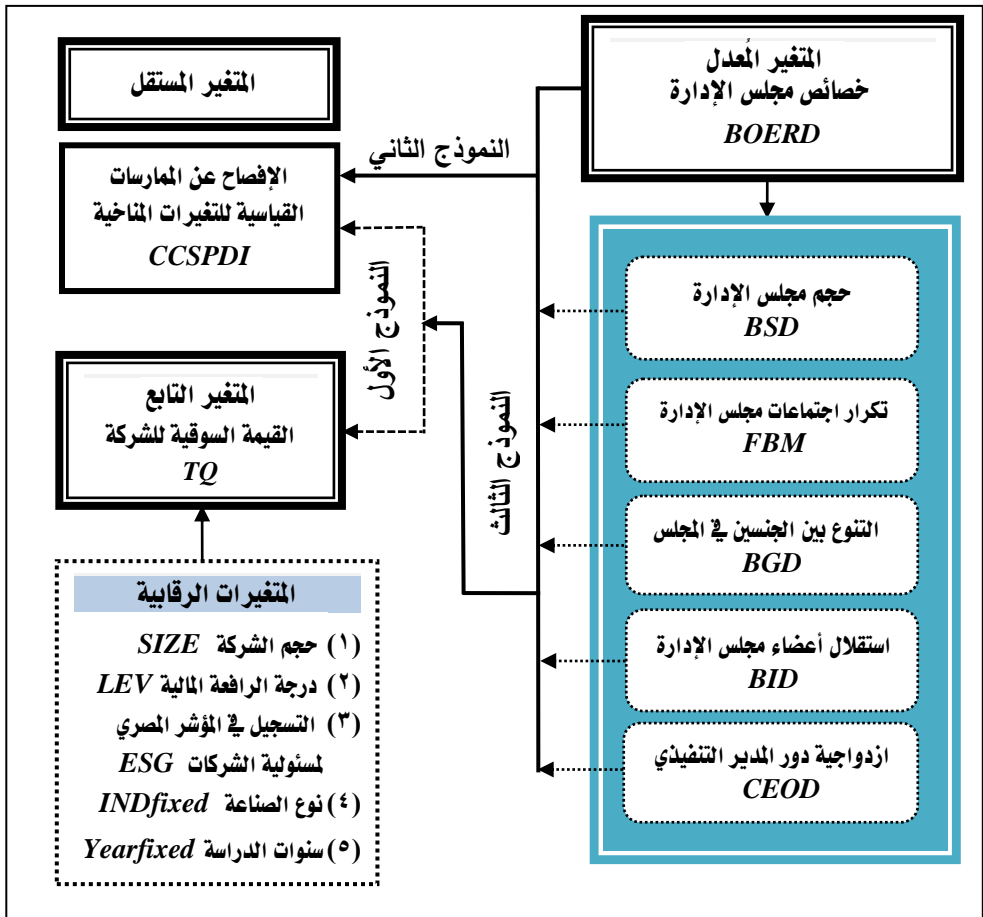 المتغير المُعدل
خصائص مجلس الإدارة
BOERD
المتغير المستقل
النموذج الثاني
الإفصاح عن الممارسات
القياسية للتغيرات المناخية
CCSPDI
النموذج الأول
النموذج الثالث
المتغير التابع
القيمة السوقية للشركة
TQ
حجم مجلس الإدارة
BSD
تكرار اجتماعات مجلس الإدارة
FBM
التنوع بين الجنسين في المجلس
BGD
استقلال أعضاء مجلس الإدارة
BID
ازدواجية دور المدير التنفيذي
CEOD
المتغيرات الرقابية
(١) حجم الشركة SIZE
(٢) درجة الرافعة المالية LEV
(٣) التسجيل في المؤشر المصري
لمسئولية الشركات ESG
(٤) نوع الصناعة INDfixed
(٥) سنوات الدراسة Yearfixed